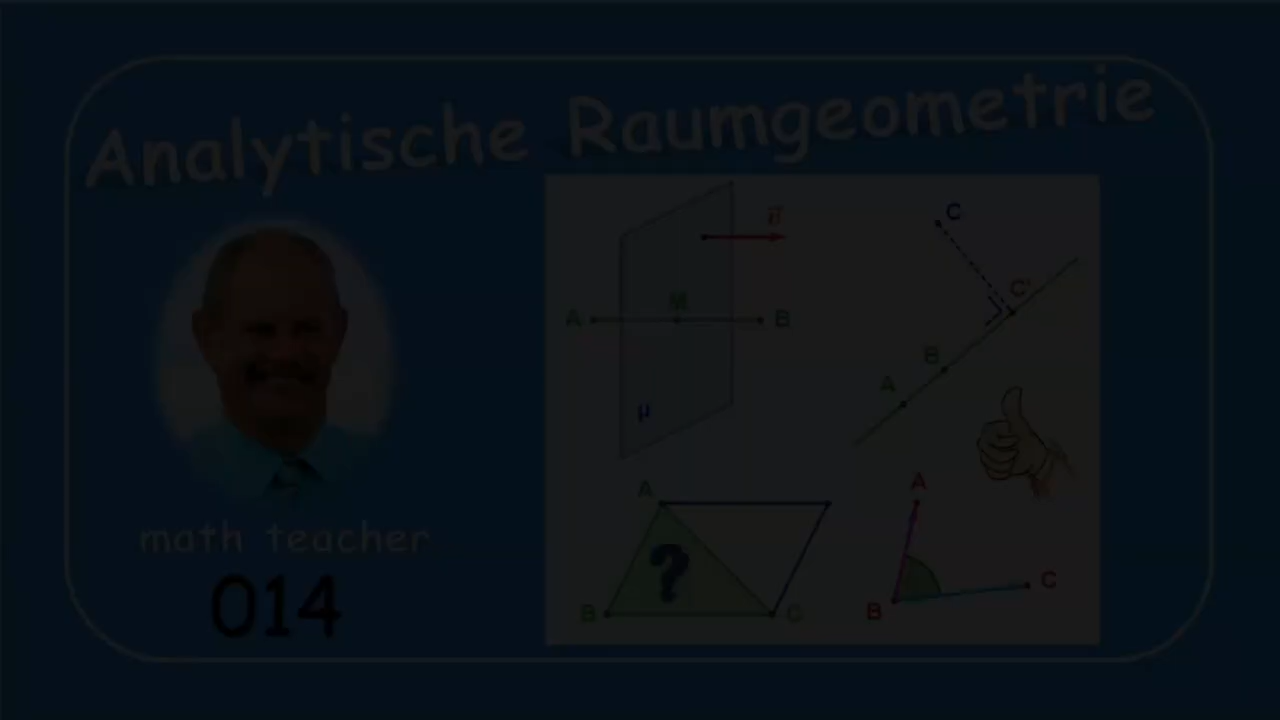 Analytische Raumgeometrie
n
C
C'
A
M
B
B
A
μ
A
A
?
math teacher
C
014
B
C
B